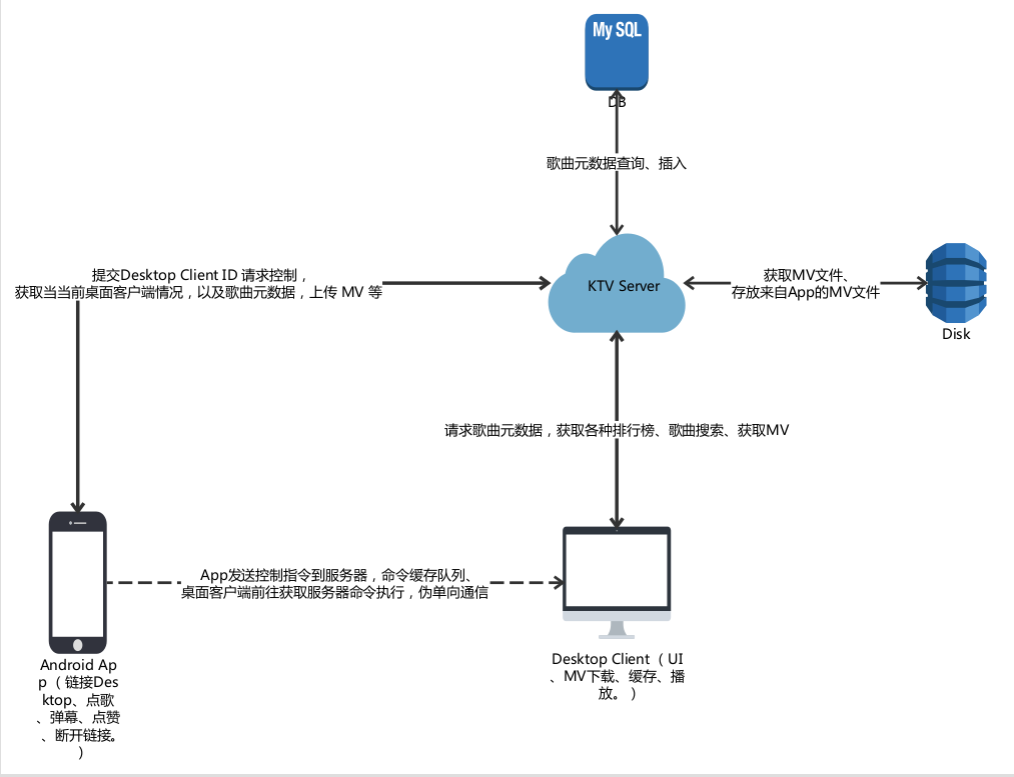 My SQL
DB
歌曲元数据查询、插入
提交Desktop Client ID 请求控制，
获取当当前桌面客户端情况，以及歌曲元数据，上传 MV 等
KTV Server
获取MV文件、
存放来自App的MV文件
Disk
请求歌曲元数据，获取各种排行榜、歌曲搜索、获取MV
App发送控制指令到服务器，命令缓存队列、
桌面客户端前往获取服务器命令执行，伪单向通信
Android Ap
p（链接Des
ktop、点歌
、弹幕、点赞
、断开链接。
）
Desktop Client（UI
、MV下载、缓存、播
放。）